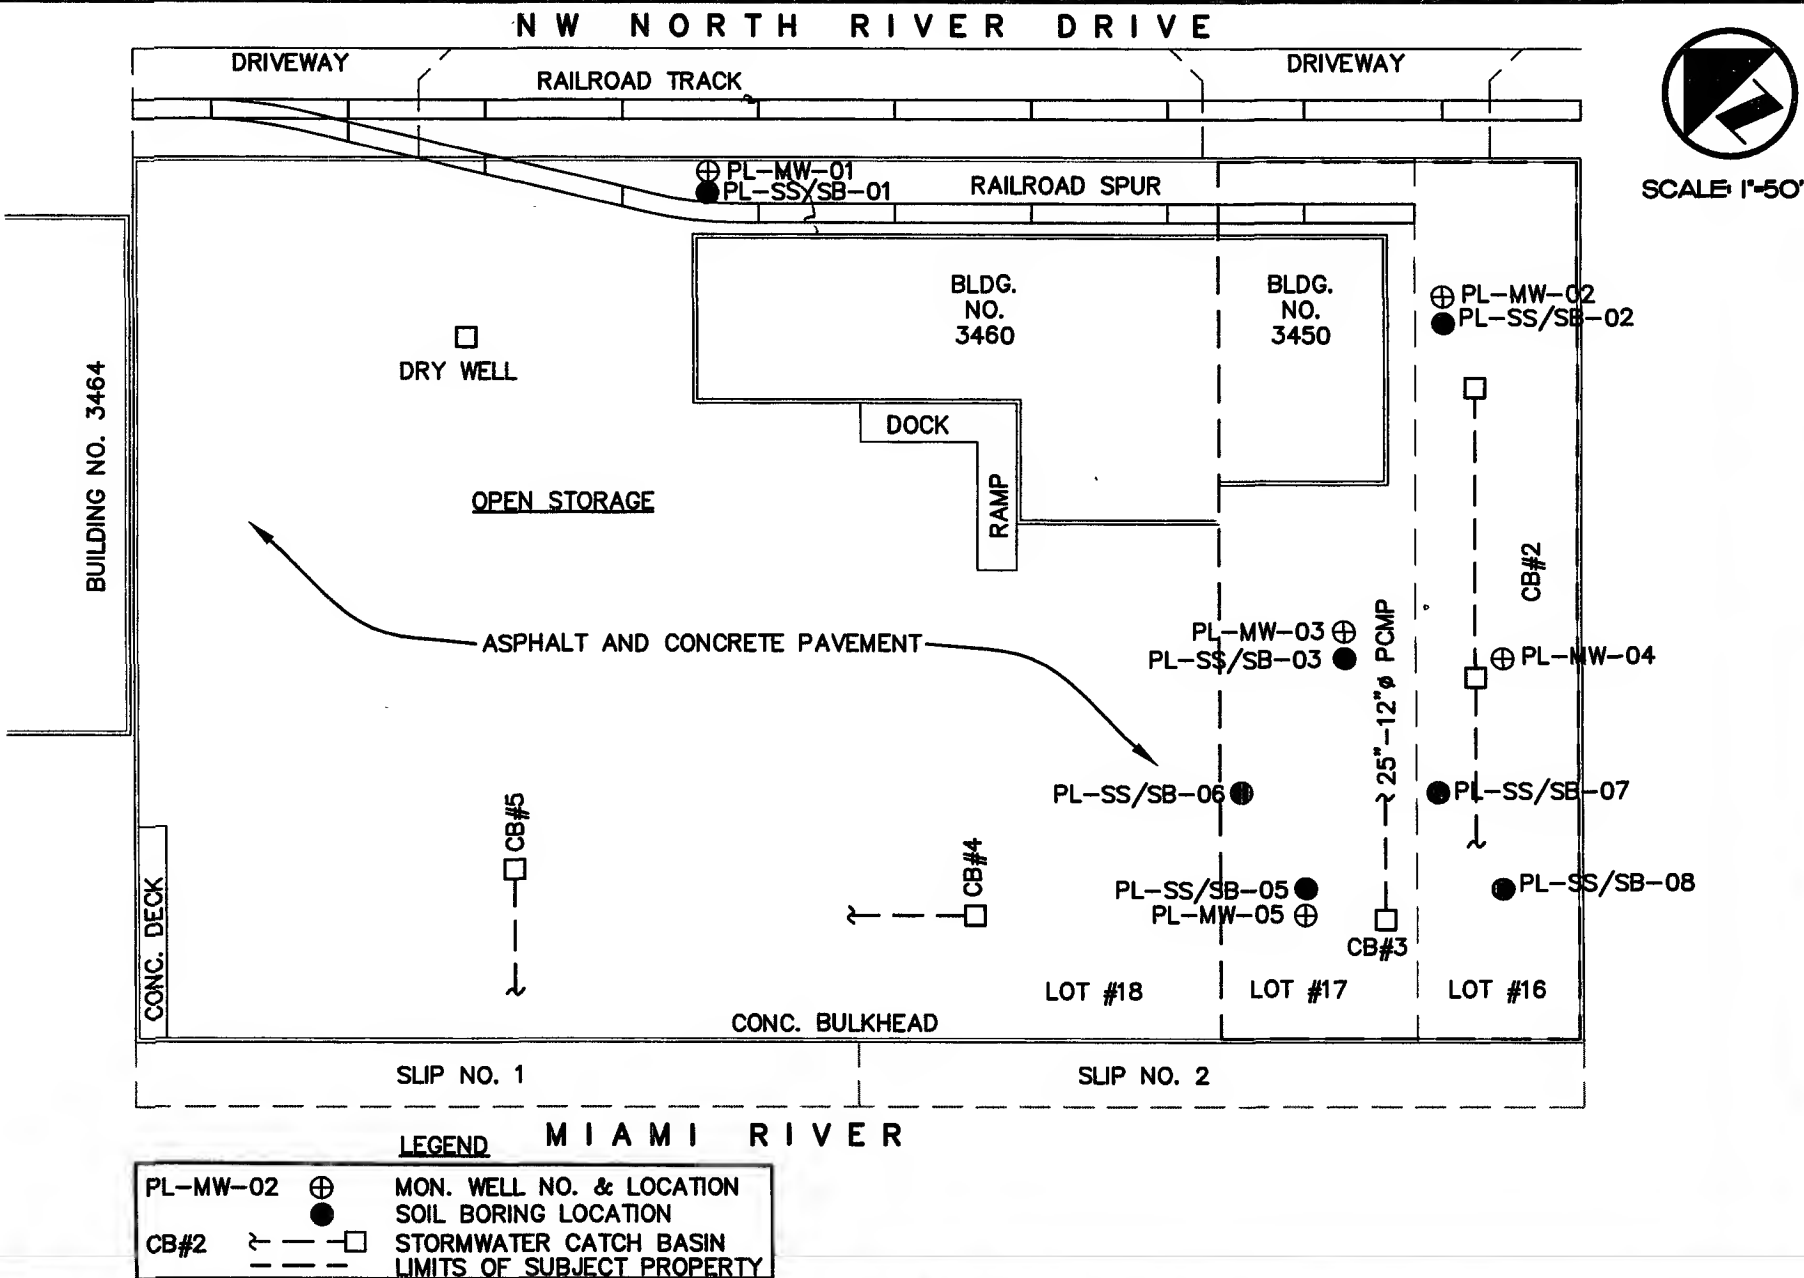 NW NORTH RIVER DRIVE
DRIVEWAY
DRIVEWAY
RAILROAD TRACK
SCALE: 1"=50'
PL-MW-01
PL-SS/SB-01
RAILROAD SPUR
BLDG.
NO.
3460
BLDG.
NO.
3450
PL-MW-02
PL-SS/SB-02
DRY WELL
BUILDING NO. 3464
DOCK
RAMP
OPEN STORAGE
CB#2
ASPHALT AND CONCRETE PAVEMENT
PL-MW-03
PL-SS/SB-03
25"-12"ø PCMP
PL-MW-04
PL-SS/SB-06
PL-SS/SB-07
CB#5
CB#4
PL-SS/SB-05
PL-MW-05
PL-SS/SB-08
CB#3
CONC. DECK
LOT #18
LOT #17
LOT #16
CONC. BULKHEAD
SLIP NO. 1
SLIP NO. 2
MIAMI RIVER
LEGEND
PL-MW-02 MON. WELL NO. & LOCATION
SOIL BORING LOCATION
CB#2 STORMWATER CATCH BASIN
LIMITS OF SUBJECT PROPERTY